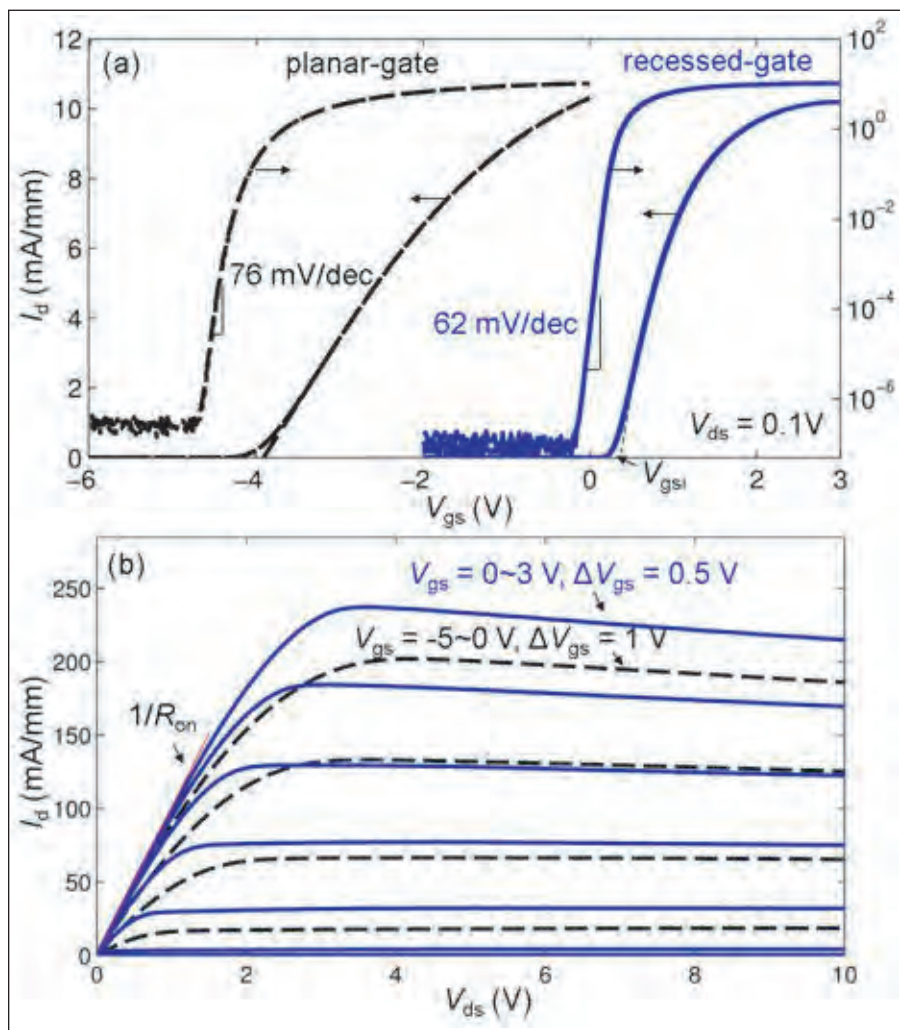 (a)
planar-gate
recessed-gate
12
10
8
6
4
2
0
I_d (mA/mm)
10^2
10^0
10^-2
10^-4
10^-6
76 mV/dec
62 mV/dec
V_ds = 0.1V
V_gsi
−6
−4
−2
0
2
3
V_gs (V)
(b)
V_gs = 0~3 V, ΔV_gs = 0.5 V
V_gs = -5~0 V, ΔV_gs = 1 V
1/R_on
250
200
150
100
50
0
I_d (mA/mm)
0
2
4
6
8
10
V_ds (V)